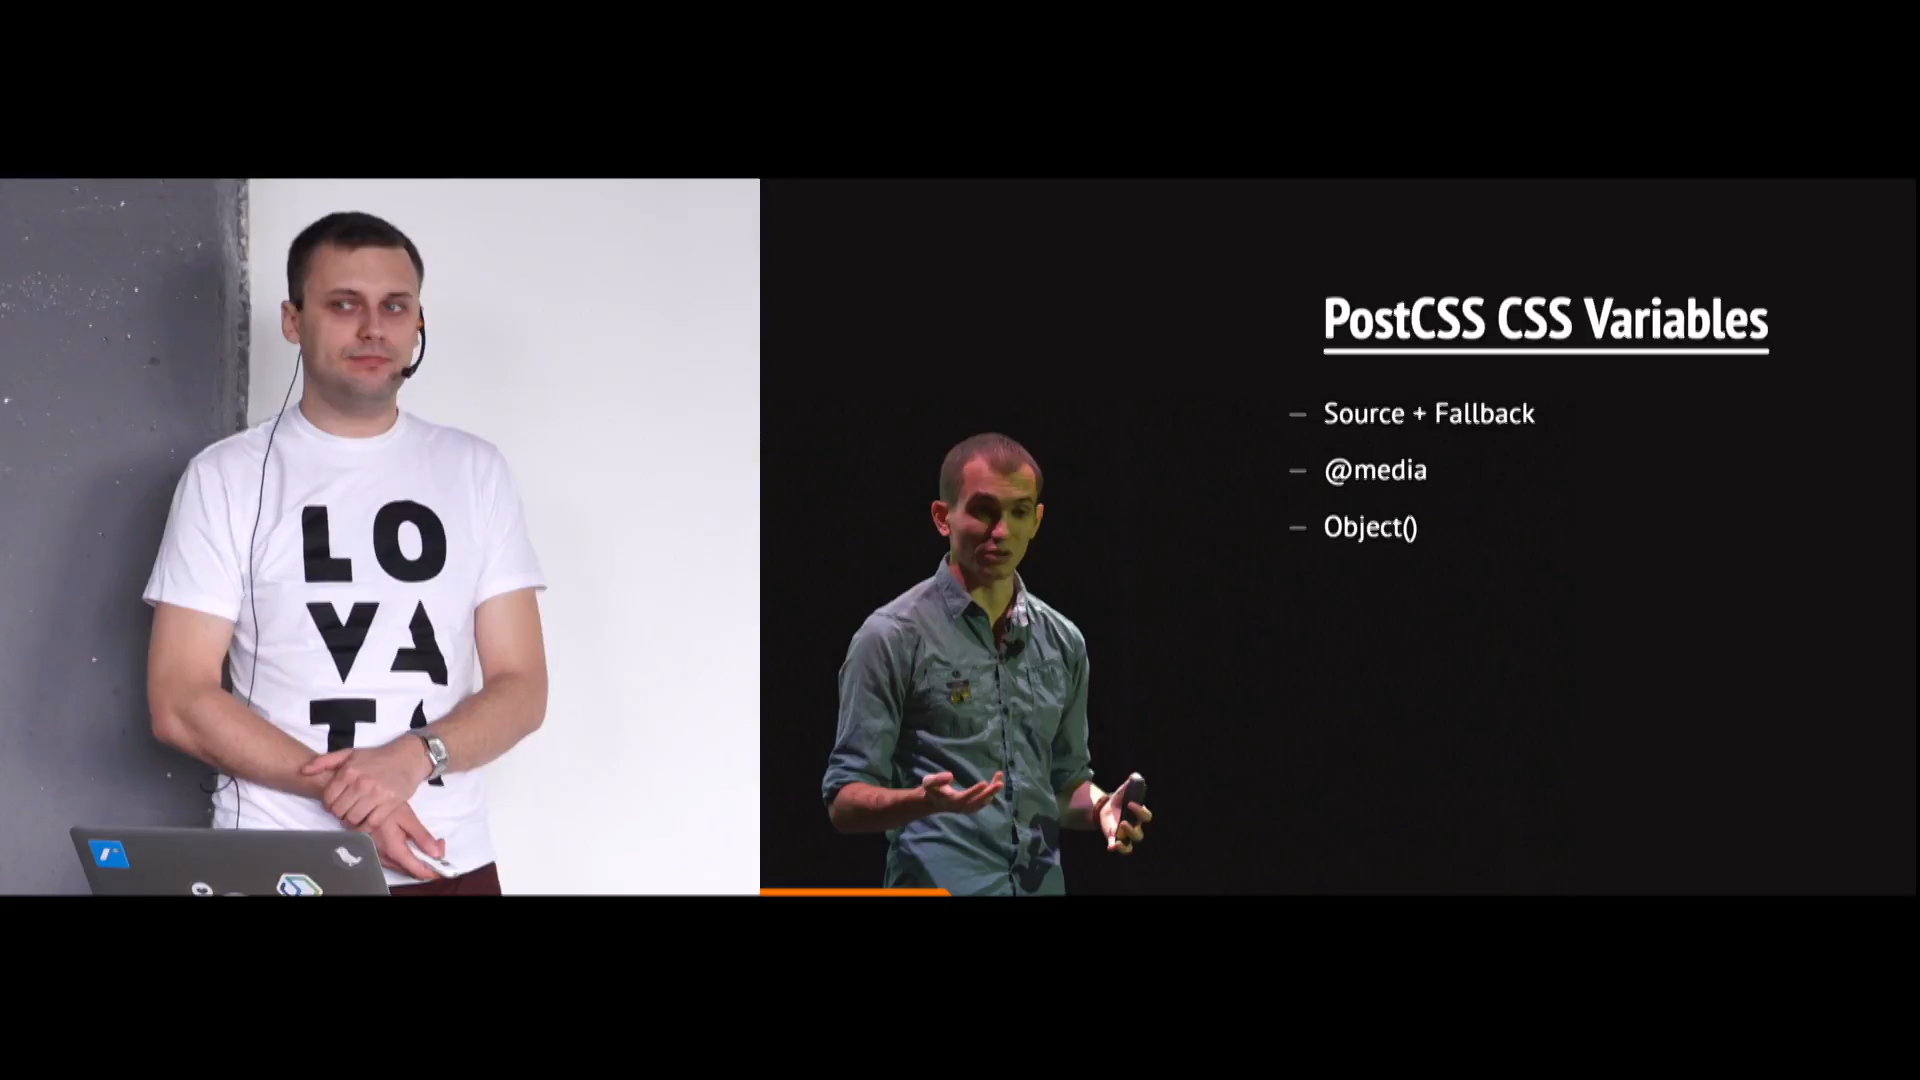 LO
VA
T
PostCSS CSS Variables
– Source + Fallback
– @media
– Object()